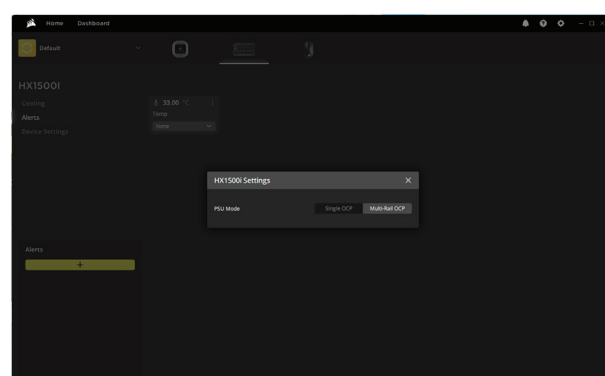 Home Dashboard
Default
HX1500I
Cooling
33.00 °C
Alerts
Temp
None
Device Settings
HX1500i Settings
PSU Mode Single OCP Multi-Rail OCP
Alerts